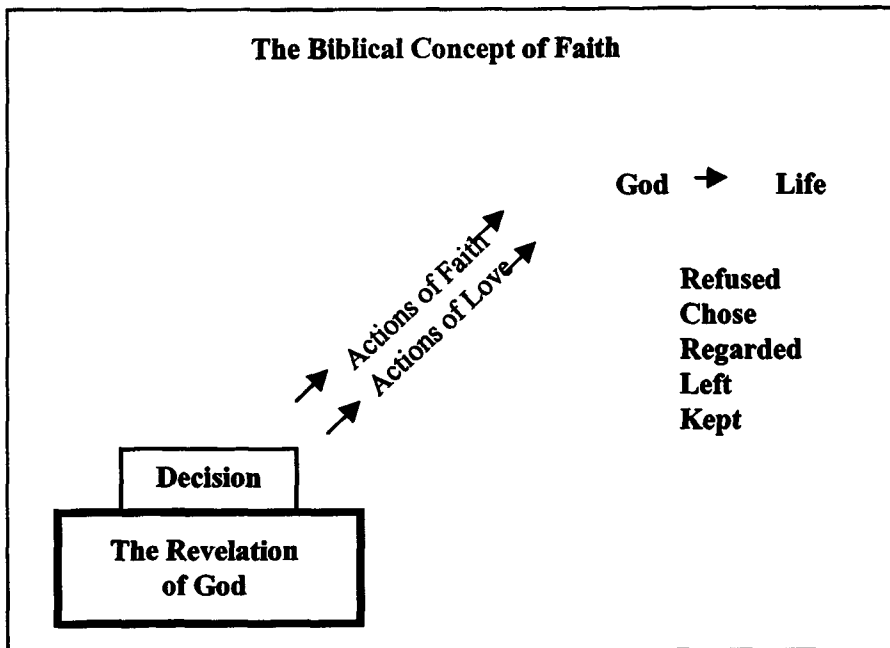 The Biblical Concept of Faith
God Life
Actions of Faith
Actions of Love
Refused
Chose
Regarded
Left
Kept
Decision
The Revelation
of God